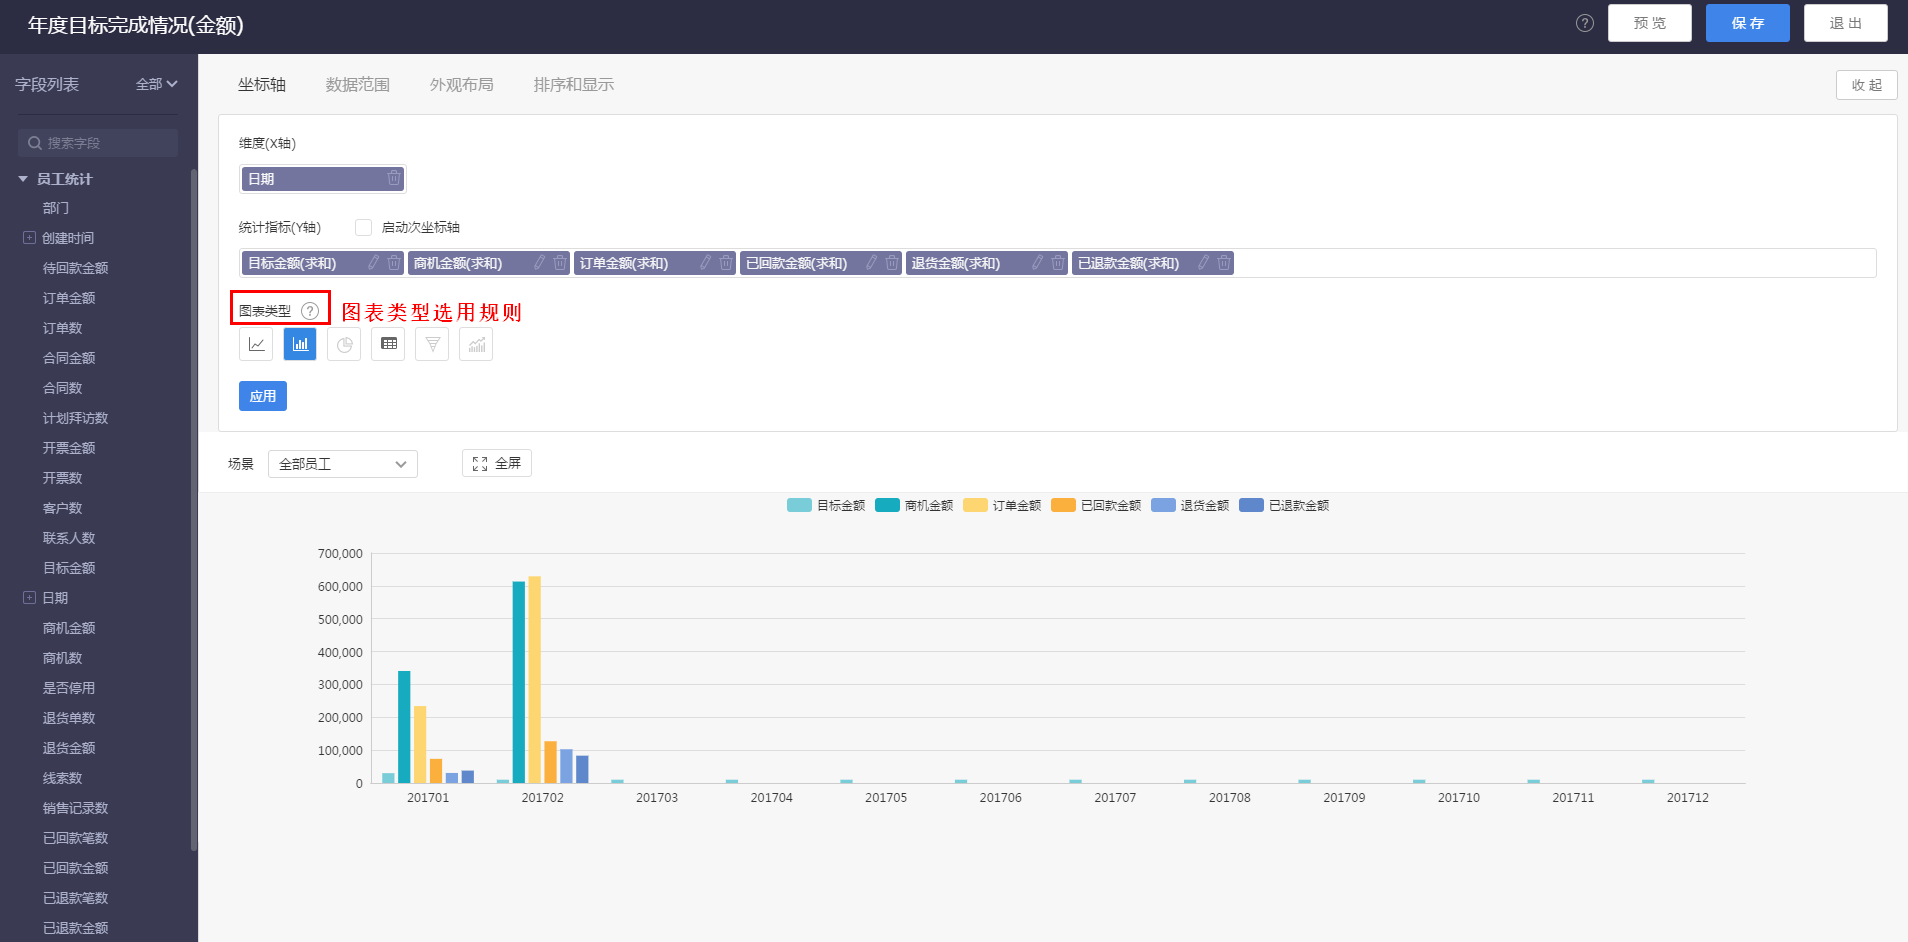 年度目标完成情况(金额)
? 预 览 保 存 退 出
字段列表 全部
搜索字段
员工统计
部门
创建时间
待回款金额
订单金额
订单数
合同金额
合同数
计划拜访数
开票金额
开票数
客户数
联系人数
目标金额
日期
商机金额
商机数
是否停用
退货单数
退货金额
线索数
销售记录数
已回款笔数
已回款金额
已退款笔数
已退款金额
坐标轴 数据范围 外观布局 排序和显示 收 起
维度(X轴)
日期
统计指标(Y轴) 启动次坐标轴
目标金额(求和) 商机金额(求和) 订单金额(求和) 已回款金额(求和) 退货金额(求和) 已退款金额(求和)
图表类型 ? 图表类型选用规则
应用
场景 全部员工 全屏
目标金额 商机金额 订单金额 已回款金额 退货金额 已退款金额
700,000
600,000
500,000
400,000
300,000
200,000
100,000
0
201701 201702 201703 201704 201705 201706 201707 201708 201709 201710 201711 201712